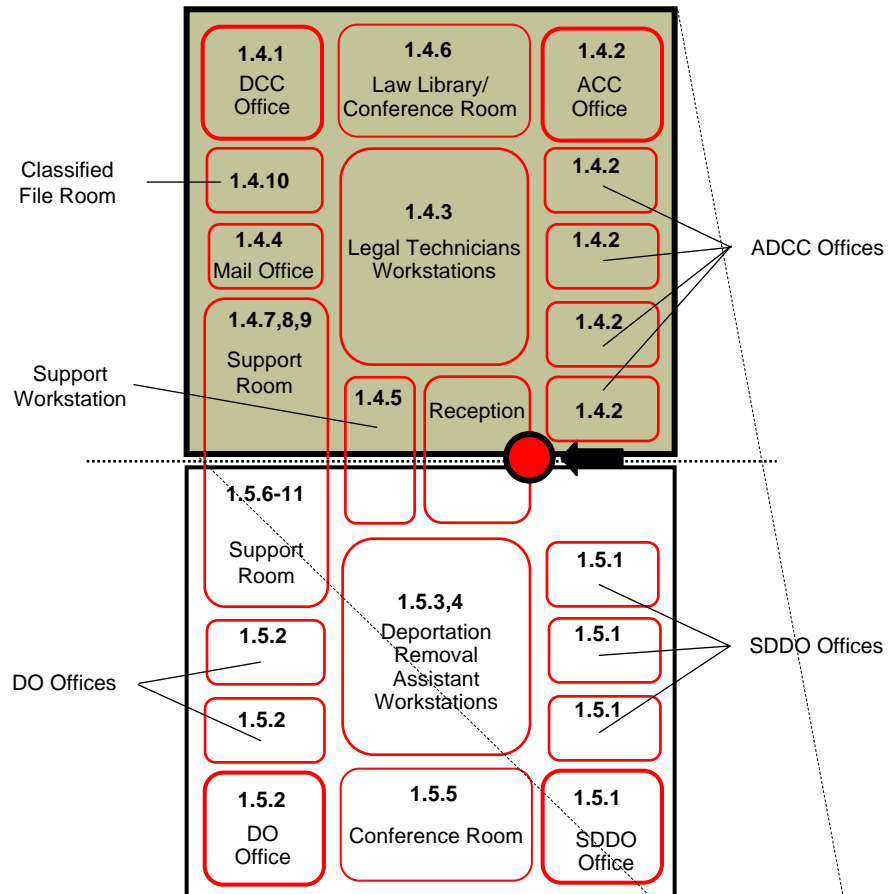 1.4.1
DCC
Office
1.4.6
Law Library/
Conference Room
1.4.2
ACC
Office
Classified
File Room
1.4.10
1.4.2
1.4.3
Legal Technicians
Workstations
1.4.4
Mail Office
1.4.2
ADCC Offices
1.4.7,8,9
Support
Room
1.4.2
Support
Workstation
1.4.5
Reception
1.4.2
1.5.6-11
Support
Room
1.5.1
1.5.3,4
Deportation
Removal
Assistant
Workstations
1.5.2
1.5.1
SDDO Offices
DO Offices
1.5.2
1.5.1
1.5.2
DO
Office
1.5.5
Conference Room
1.5.1
SDDO
Office